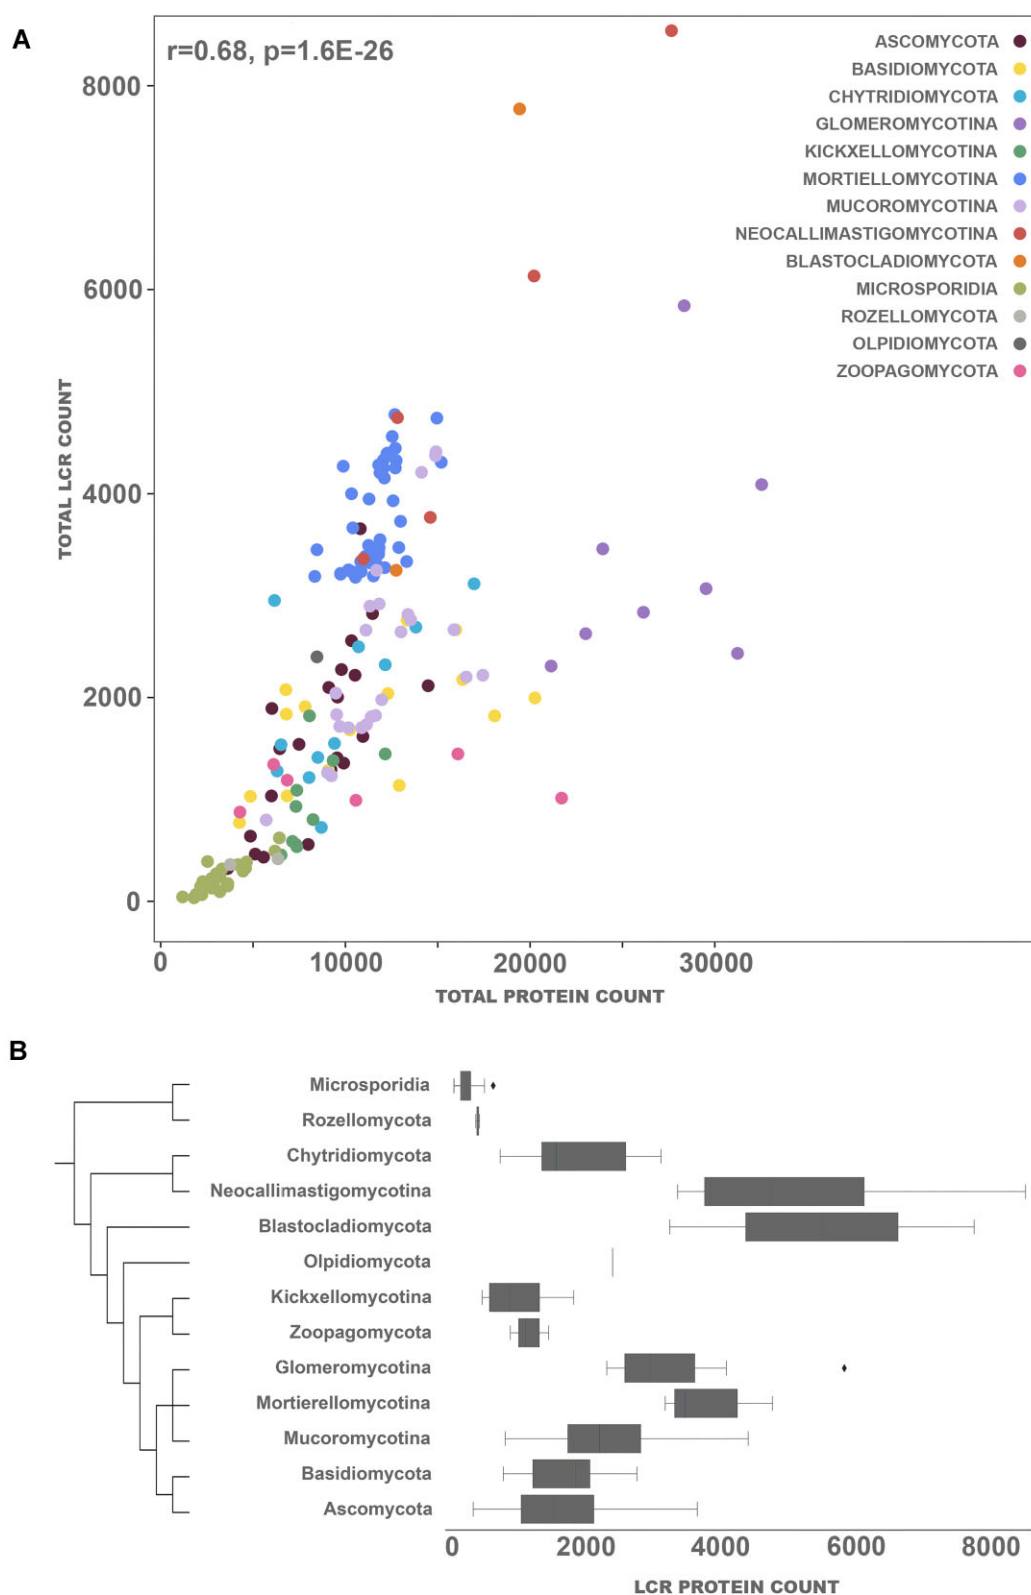 A
r=0.68, p=1.6E-26
ASCOMYCOTA
BASIDIOMYCOTA
CHYTRIDIOMYCOTA
GLOMEROMYCOTINA
KICKXELLOMYCOTINA
MORTIELLOMYCOTINA
MUCOROMYCOTINA
NEOCALLIMASTIGOMYCOTINA
BLASTOCLADIOMYCOTA
MICROSPORIDIA
ROZELLOMYCOTA
OLPIDIOMYCOTA
ZOOPAGOMYCOTA
8000
6000
4000
2000
0
TOTAL LCR COUNT
0 10000 20000 30000
TOTAL PROTEIN COUNT
B
Microsporidia
Rozellomycota
Chytridiomycota
Neocallimastigomycotina
Blastocladiomycota
Olpidiomycota
Kickxellomycotina
Zoopagomycota
Glomeromycotina
Mortierellomycotina
Mucoromycotina
Basidiomycota
Ascomycota
0 2000 4000 6000 8000
LCR PROTEIN COUNT